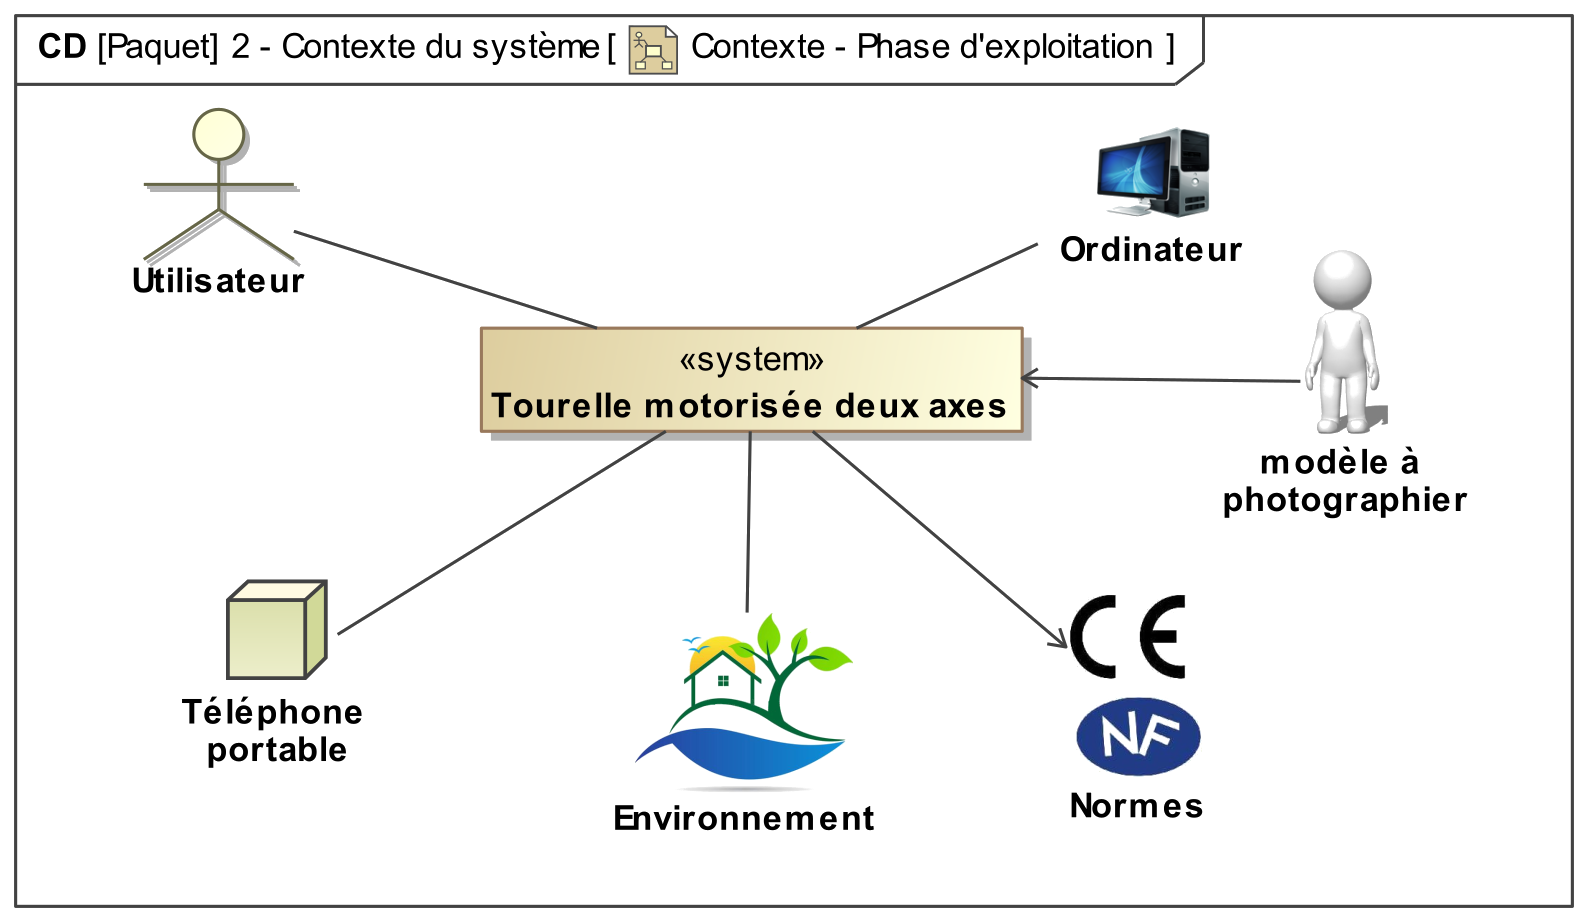 CD [Paquet] 2 - Contexte du système [ Contexte - Phase d'exploitation ]
Utilisateur
Ordinateur
«system»
Tourelle motorisée deux axes
modèle à
photographier
Téléphone
portable
Environnement
CE
NF
Normes